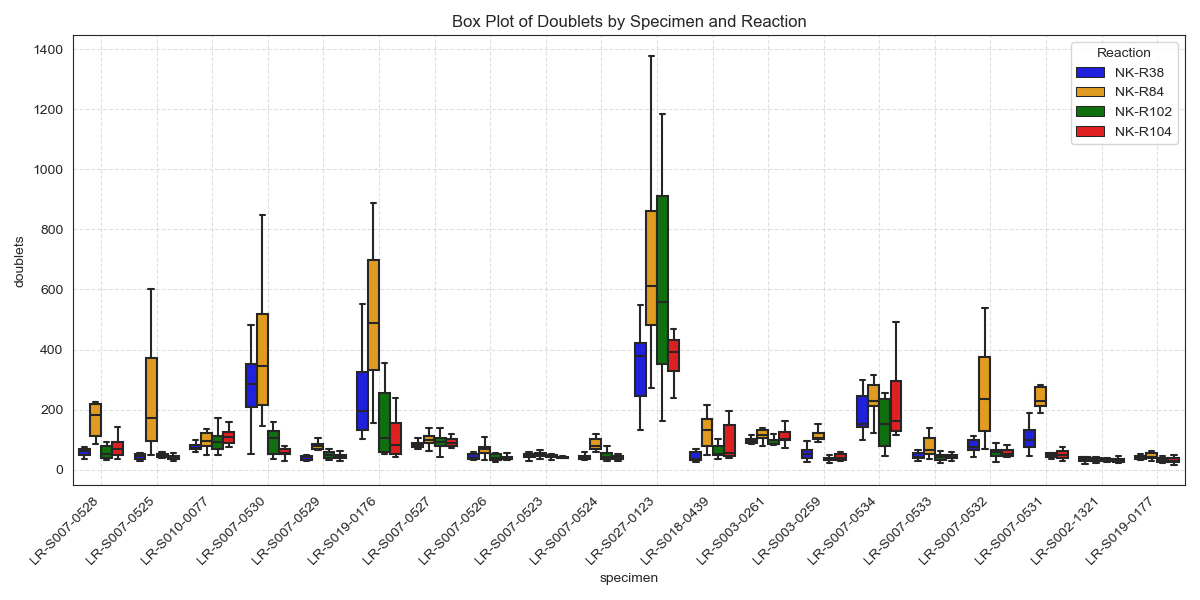 Box Plot of Doublets by Specimen and Reaction
Reaction
NK-R38
NK-R84
NK-R102
NK-R104
1400
1200
1000
800
600
400
200
0
doublets
LR-S007-0528
LR-S007-0525
LR-S010-0077
LR-S007-0530
LR-S007-0529
LR-S019-0176
LR-S007-0527
LR-S007-0526
LR-S007-0523
LR-S007-0524
LR-S027-0123
LR-S018-0439
LR-S003-0261
LR-S003-0259
LR-S007-0534
LR-S007-0533
LR-S007-0532
LR-S007-0531
LR-S002-1321
LR-S019-0177
specimen